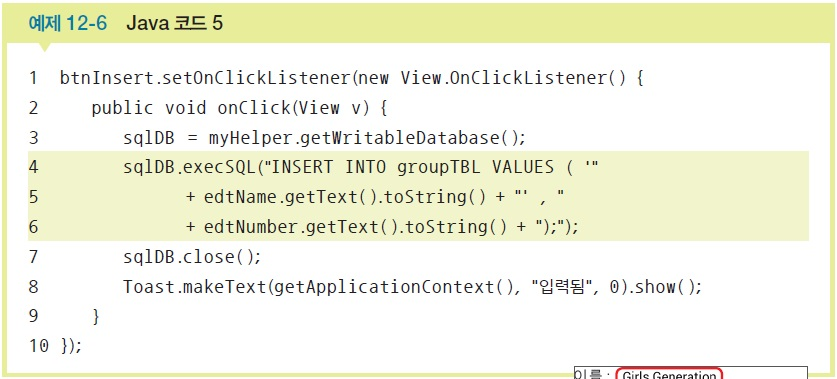 예제 12-6 Java 코드 5
1 btnInsert.setOnClickListener(new View.OnClickListener() {
2 public void onClick(View v) {
3 sqlDB = myHelper.getWritableDatabase();
4 sqlDB.execSQL("INSERT INTO groupTBL VALUES ( '"
5 + edtName.getText().toString() + "' , "
6 + edtNumber.getText().toString() + ");");
7 sqlDB.close();
8 Toast.makeText(getApplicationContext(), "입력됨", 0).show();
9 }
10 });
이름 : Girls Generation